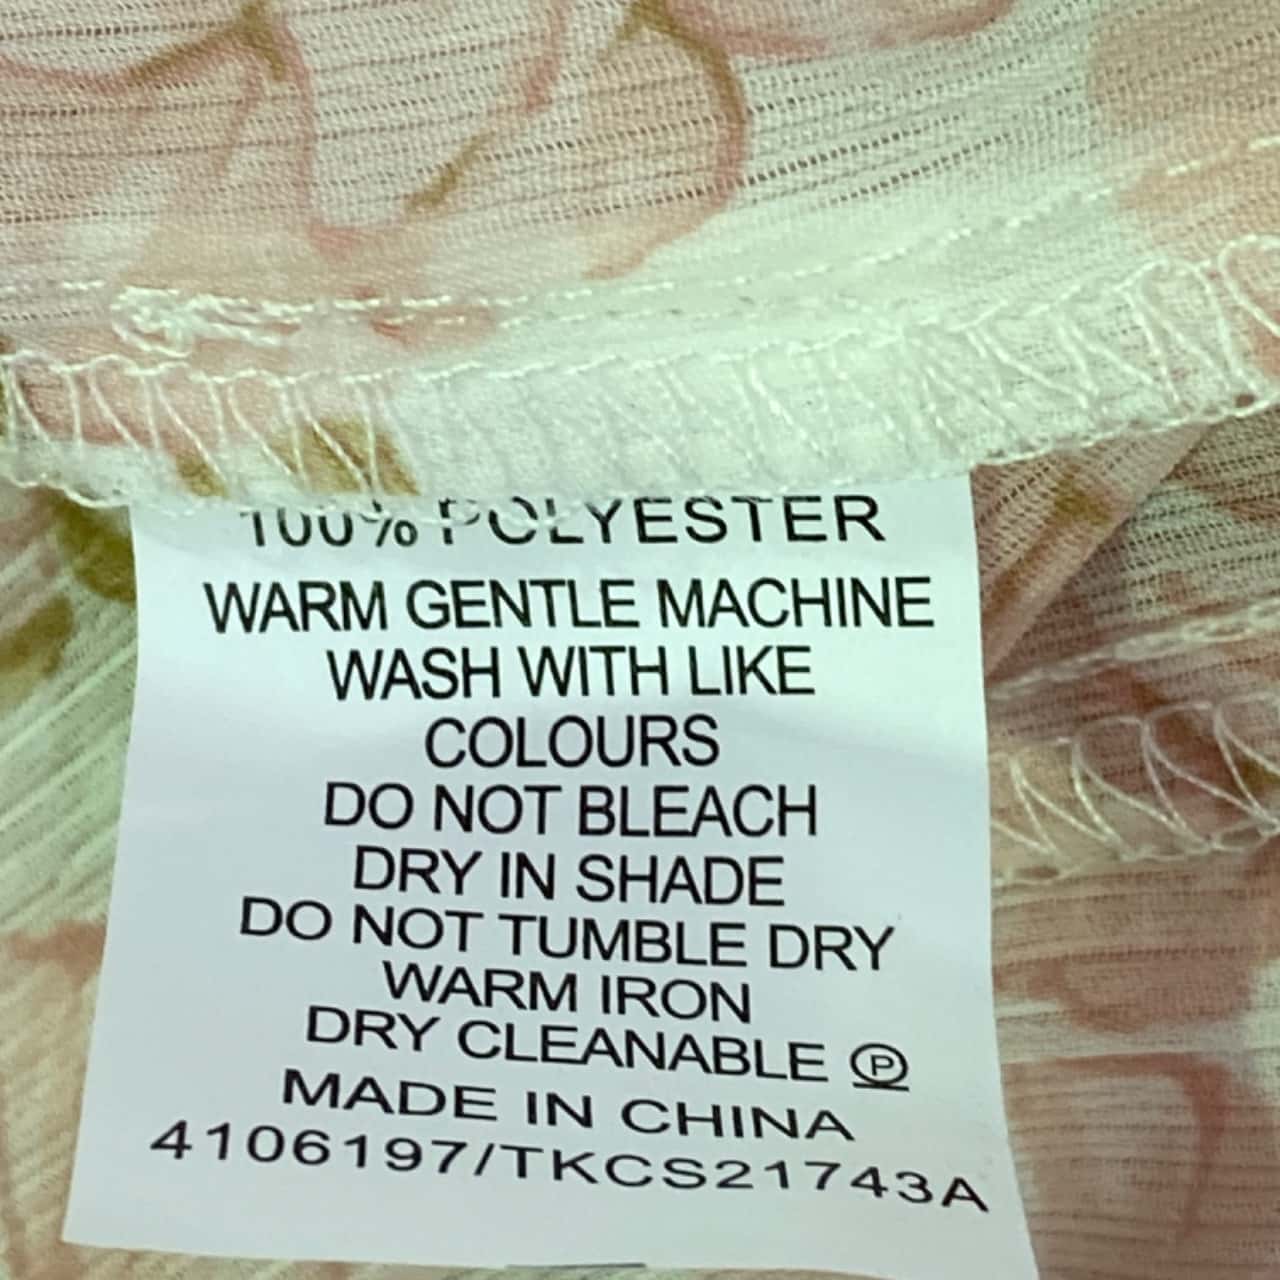 100% POLYESTER
WARM GENTLE MACHINE
WASH WITH LIKE
COLOURS
DO NOT BLEACH
DRY IN SHADE
DO NOT TUMBLE DRY
WARM IRON
DRY CLEANABLE Ⓟ
MADE IN CHINA
4106197/TKCS21743A